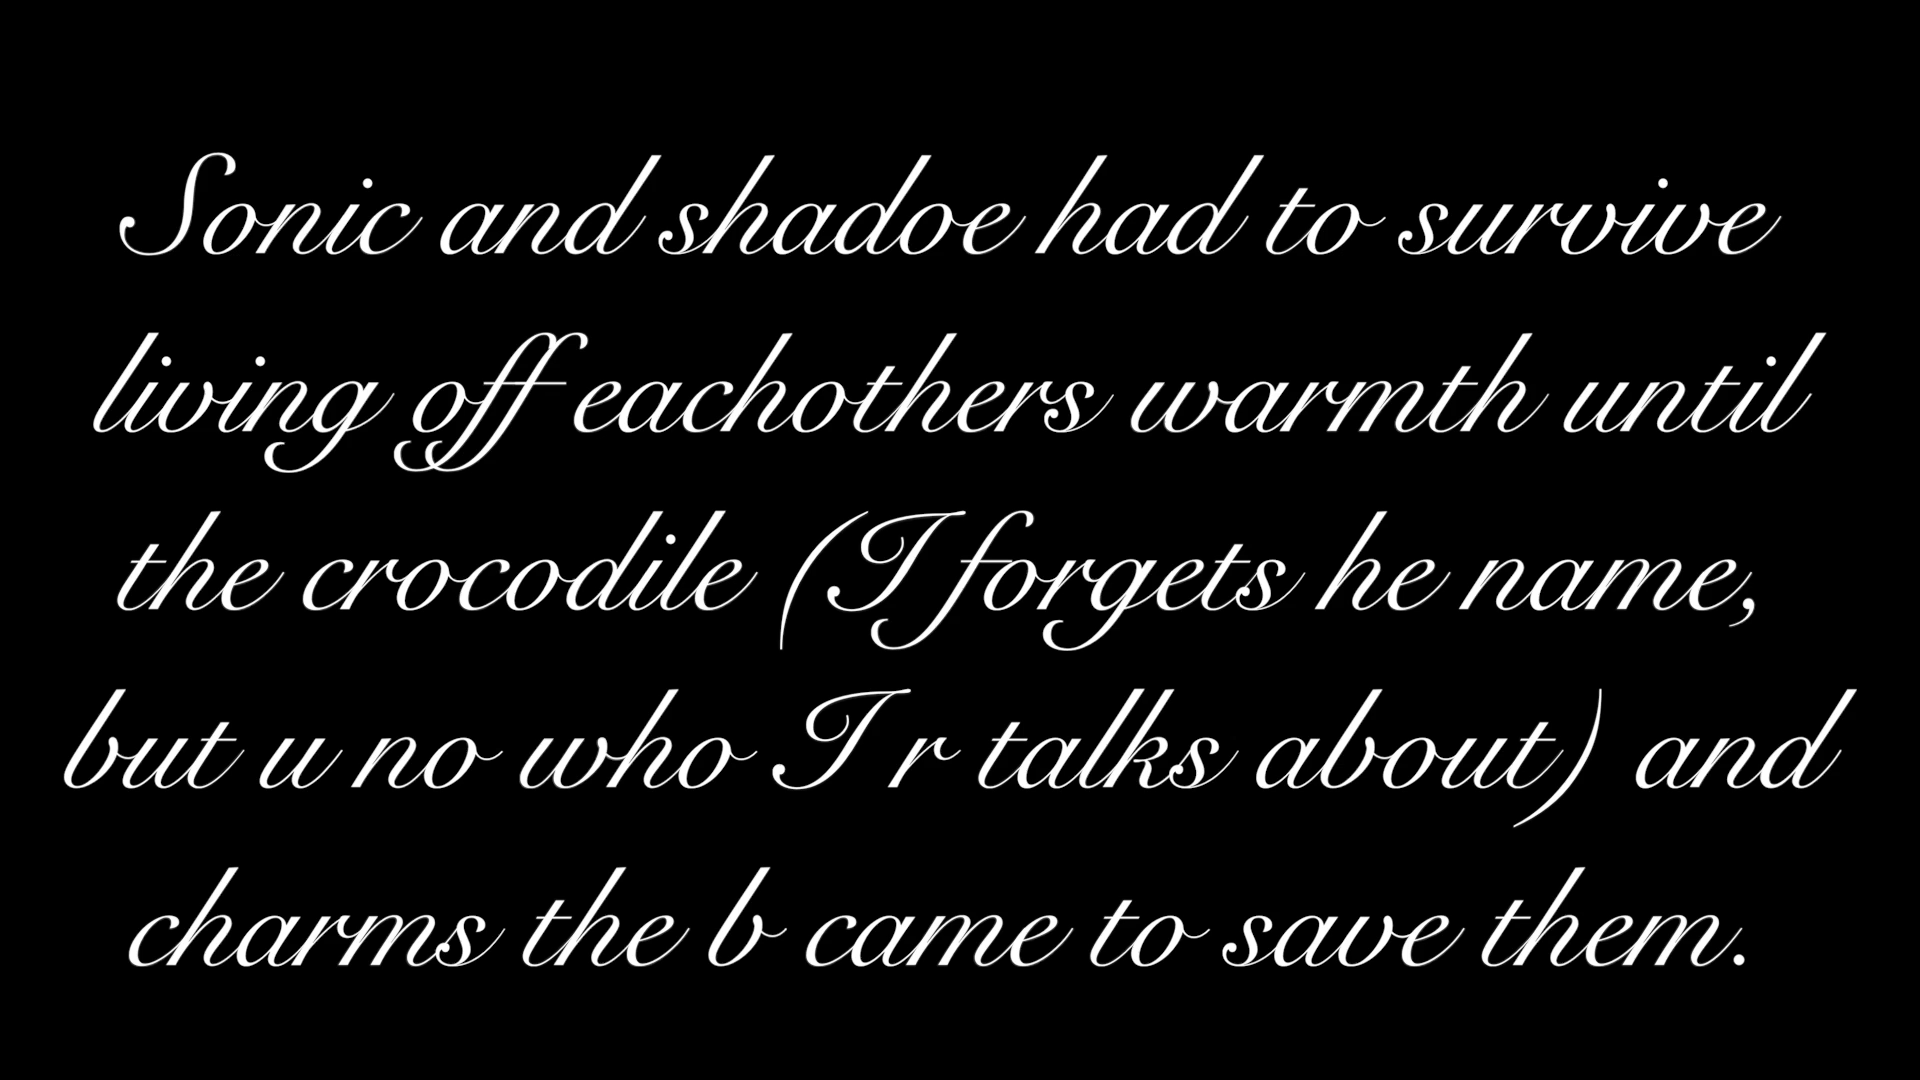 Sonic and shadoe had to survive
living off eachothers warmth until
the crocodile (I forgets he name,
but u no who I r talks about) and
charms the b came to save them.